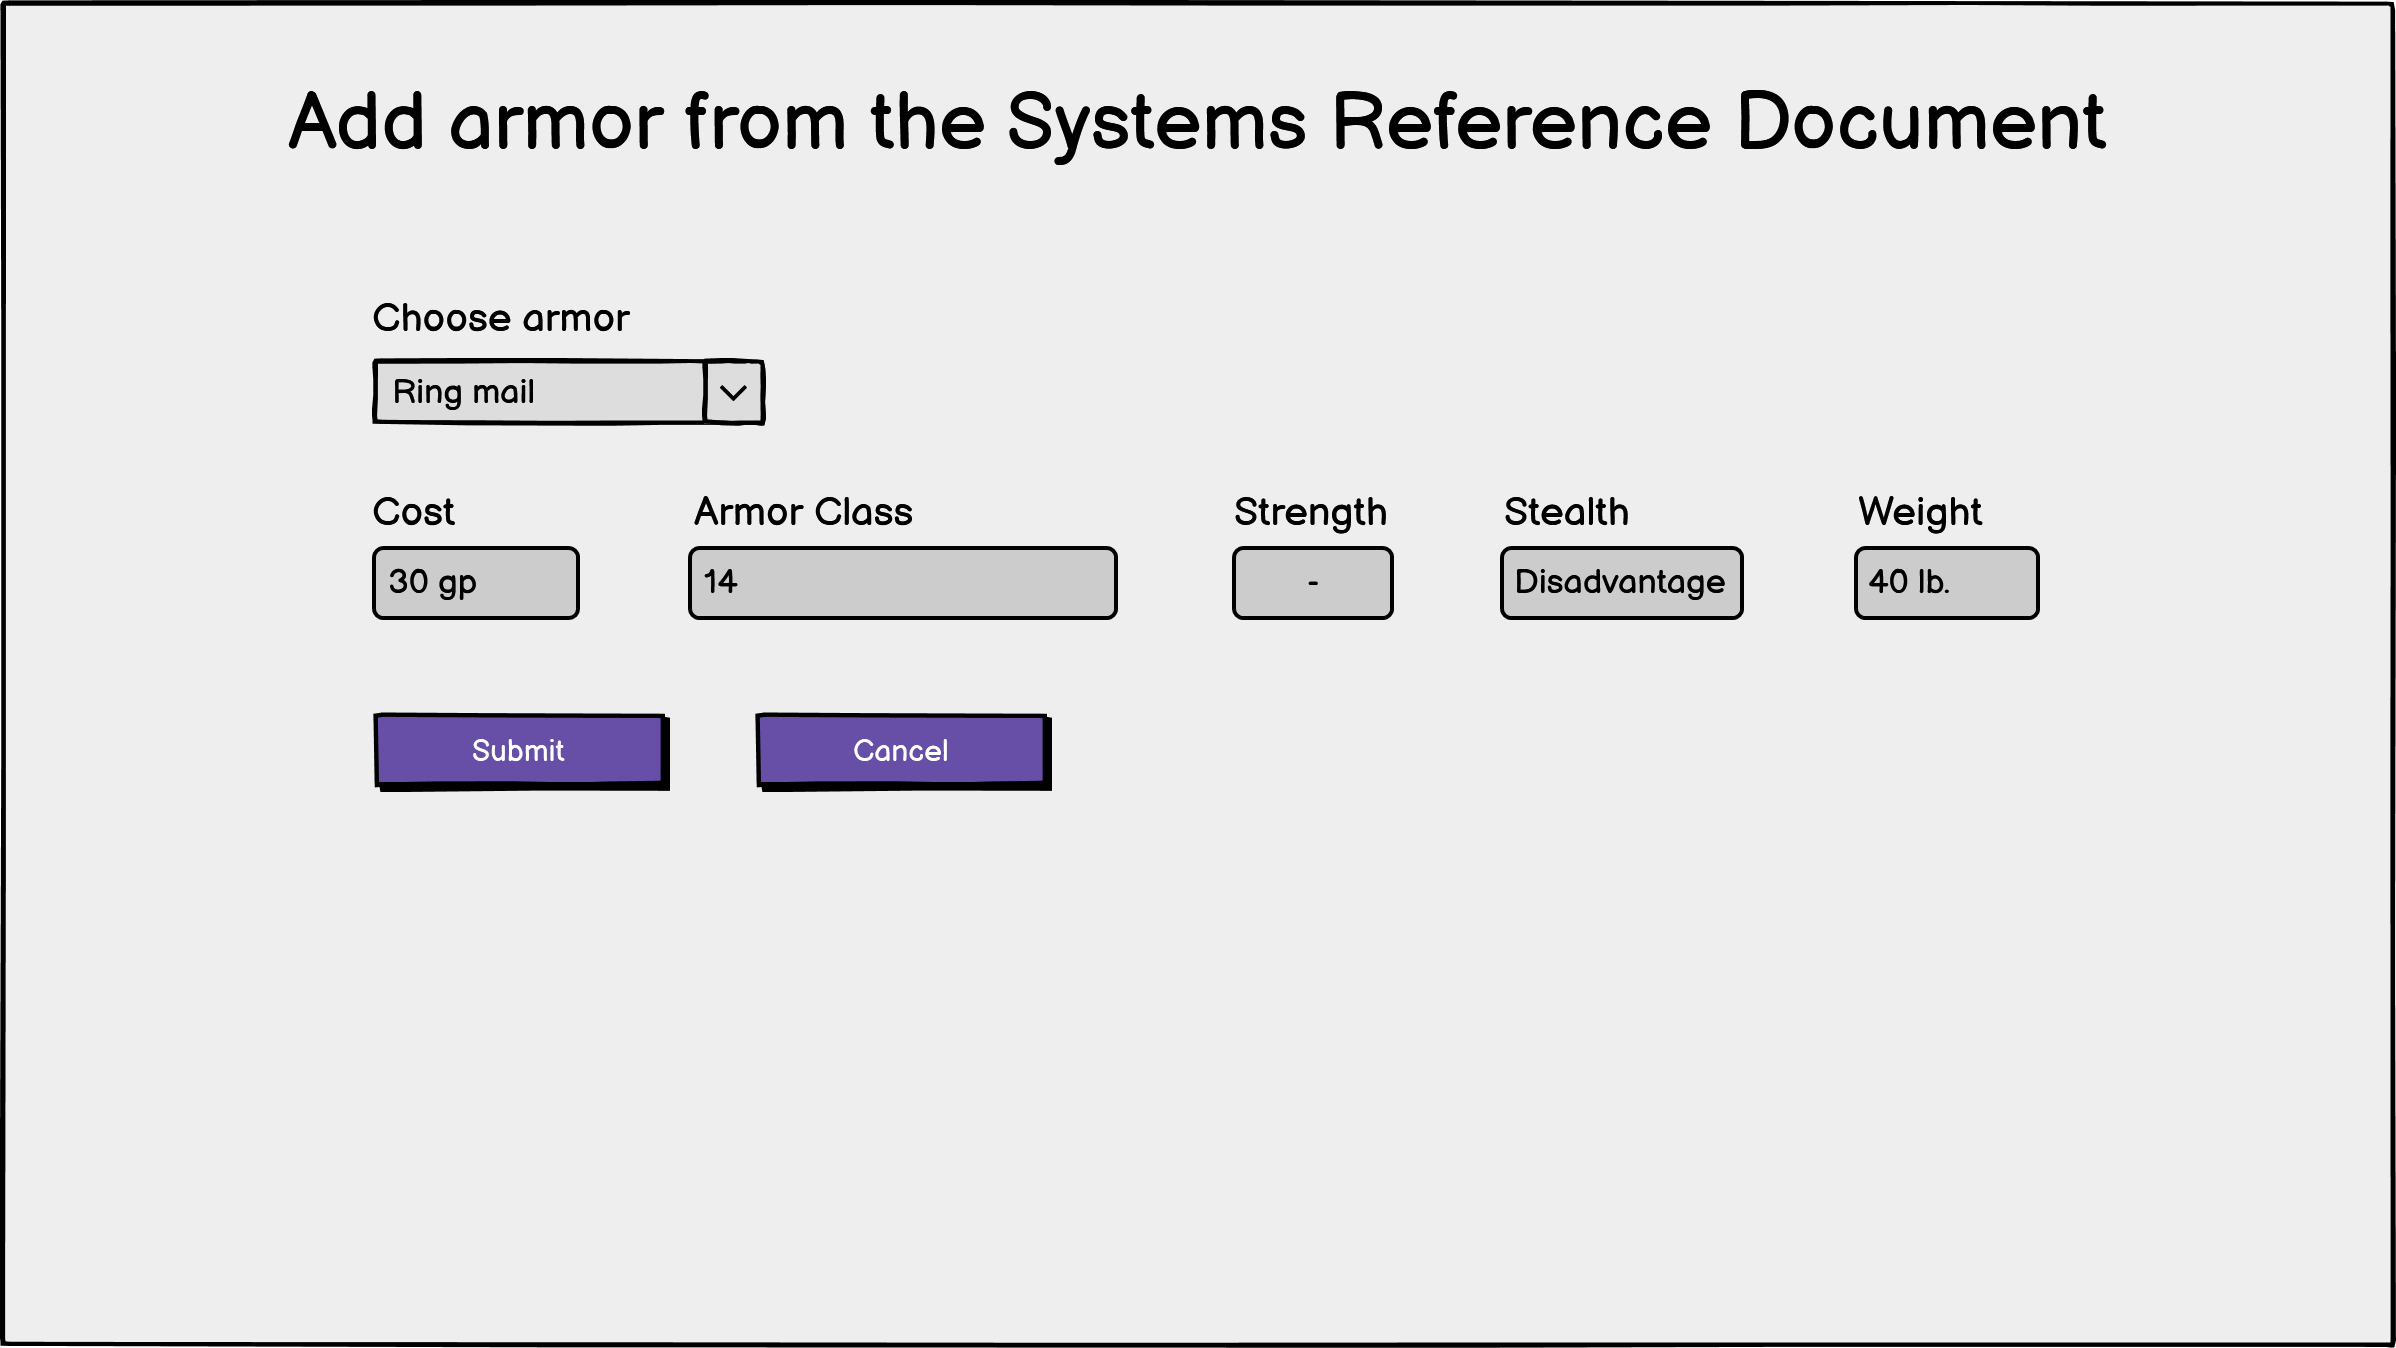 Add armor from the Systems Reference Document
Choose armor
Ring mail
Cost Armor Class Strength Stealth Weight
30 gp 14 - Disadvantage 40 lb.
Submit Cancel